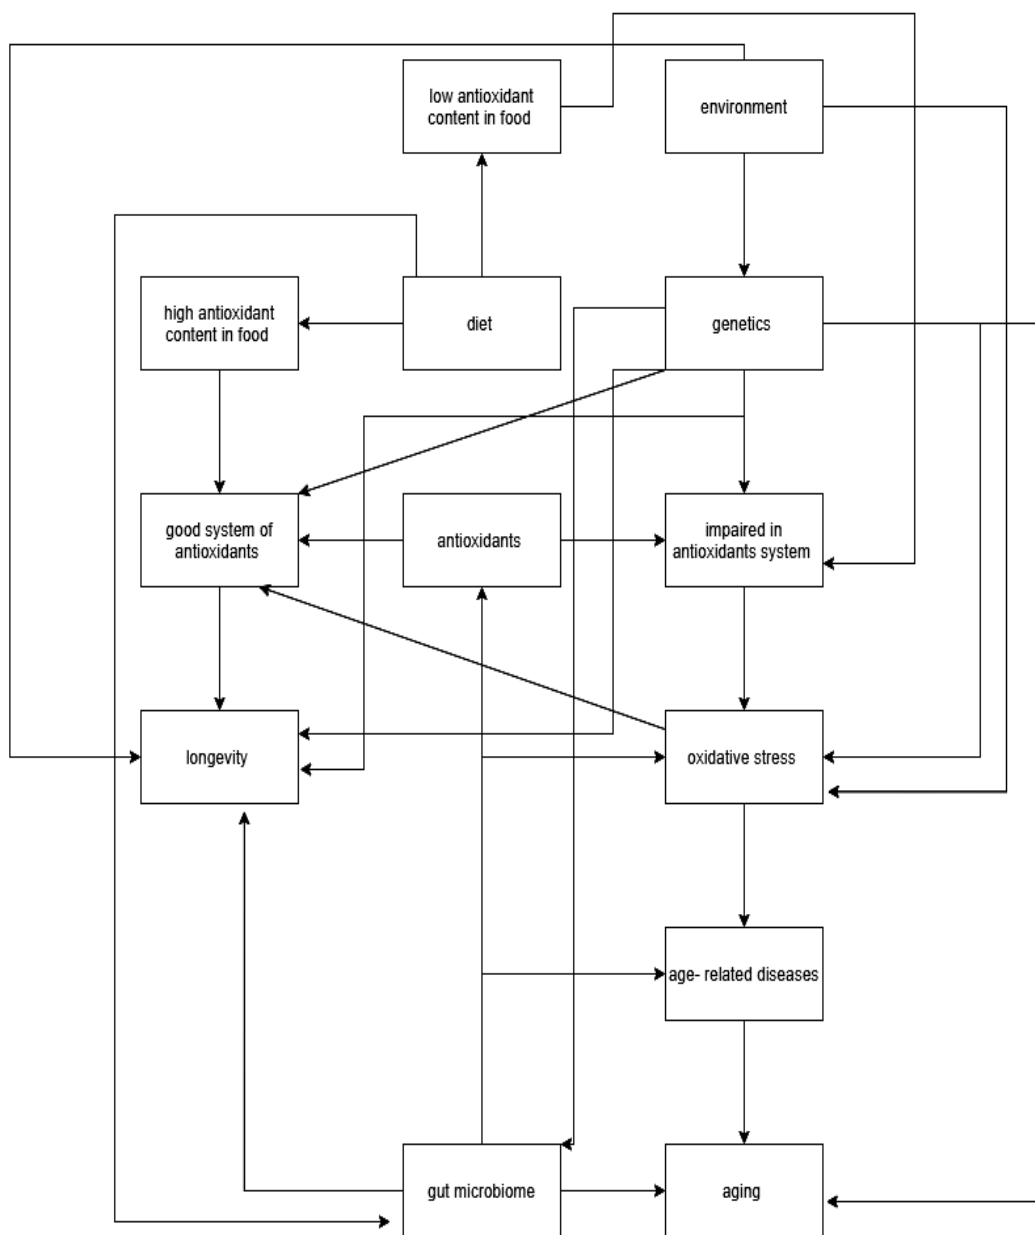 low antioxidant
content in food
environment
high antioxidant
content in food
diet
genetics
good system of
antioxidants
antioxidants
impaired in
antioxidants system
longevity
oxidative stress
age- related diseases
gut microbiome
aging